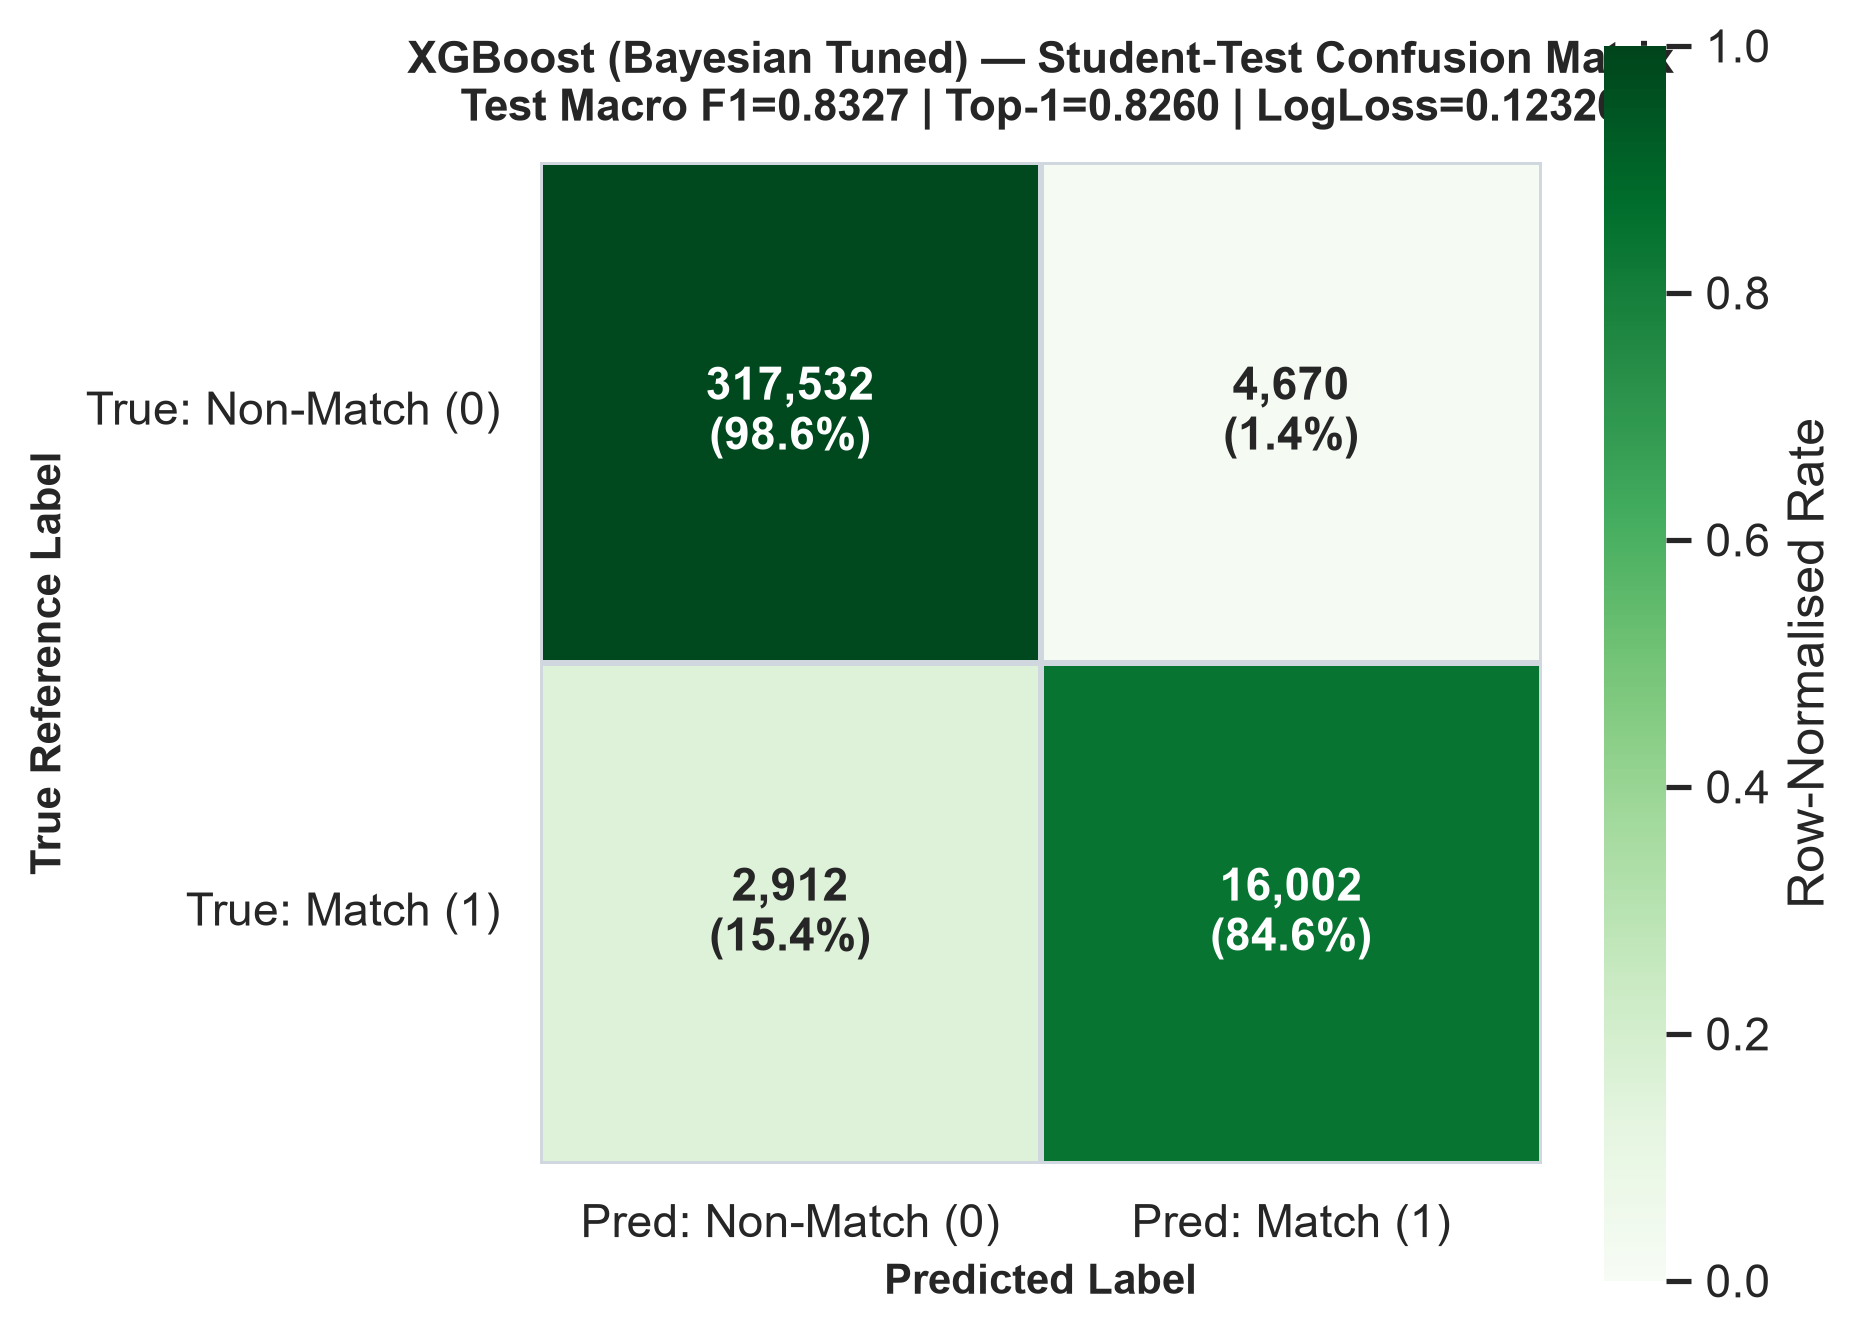 XGBoost (Bayesian Tuned) — Student-Test Confusion
Test Macro F1=0.8327 | Top-1=0.8260 | LogLoss=0.1232
1.0
0.8
0.6
0.4
0.2
0.0
Row-Normalised Rate
True Reference Label
True: Non-Match (0)
317,532
(98.6%)
4,670
(1.4%)
True: Match (1)
2,912
(15.4%)
16,002
(84.6%)
Pred: Non-Match (0)
Pred: Match (1)
Predicted Label